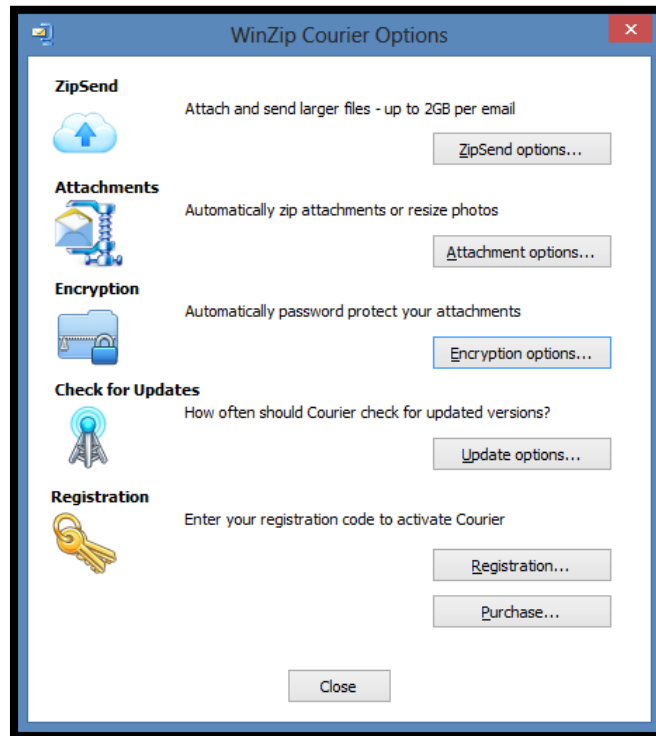 WinZip Courier Options
ZipSend
Attach and send larger files - up to 2GB per email
ZipSend options...
Attachments
Automatically zip attachments or resize photos
Attachment options...
Encryption
Automatically password protect your attachments
Encryption options...
Check for Updates
How often should Courier check for updated versions?
Update options...
Registration
Enter your registration code to activate Courier
Registration...
Purchase...
Close